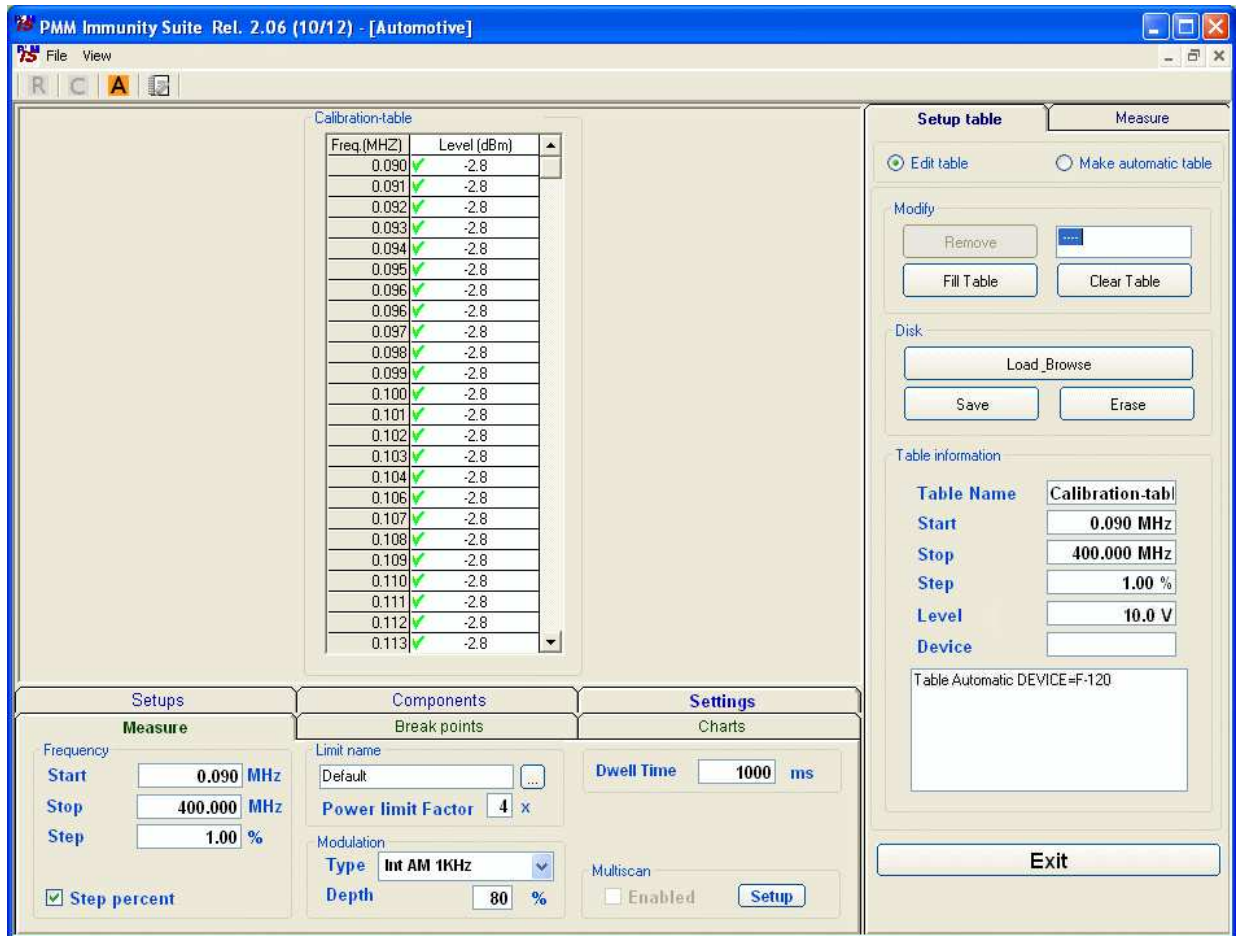 PMM Immunity Suite Rel. 2.06 (10/12) - [Automotive]
File View
R C A
Calibration-table
Freq.(MHZ) Level (dBm)
0.090 -2.8
0.091 -2.8
0.092 -2.8
0.093 -2.8
0.094 -2.8
0.095 -2.8
0.096 -2.8
0.096 -2.8
0.097 -2.8
0.098 -2.8
0.099 -2.8
0.100 -2.8
0.101 -2.8
0.102 -2.8
0.103 -2.8
0.104 -2.8
0.106 -2.8
0.107 -2.8
0.108 -2.8
0.109 -2.8
0.110 -2.8
0.111 -2.8
0.112 -2.8
0.113 -2.8
Setup table Measure
Edit table Make automatic table
Modify
Remove ----
Fill Table Clear Table
Disk
Load_Browse
Save Erase
Table information
Table Name Calibration-tabl
Start 0.090 MHz
Stop 400.000 MHz
Step 1.00 %
Level 10.0 V
Device
Table Automatic DEVICE=F-120
Exit
Setups Components Settings
Measure Break points Charts
Frequency
Start 0.090 MHz
Stop 400.000 MHz
Step 1.00 %
Step percent
Limit name
Default ...
Power limit Factor 4 x
Modulation
Type Int AM 1KHz
Depth 80 %
Dwell Time 1000 ms
Multiscan
Enabled Setup